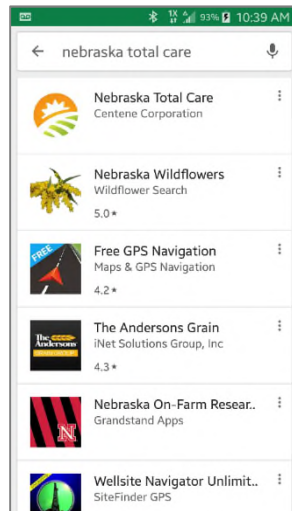 1X 93% 10:39 AM
nebraska total care
Nebraska Total Care
Centene Corporation
Nebraska Wildflowers
Wildflower Search
5.0★
FREE
Free GPS Navigation
Maps & GPS Navigation
4.2★
The Andersons
The Andersons Grain
iNet Solutions Group, Inc
4.3★
N
Nebraska On-Farm Resear..
Grandstand Apps
Wellsite Navigator Unlimit..
SiteFinder GPS